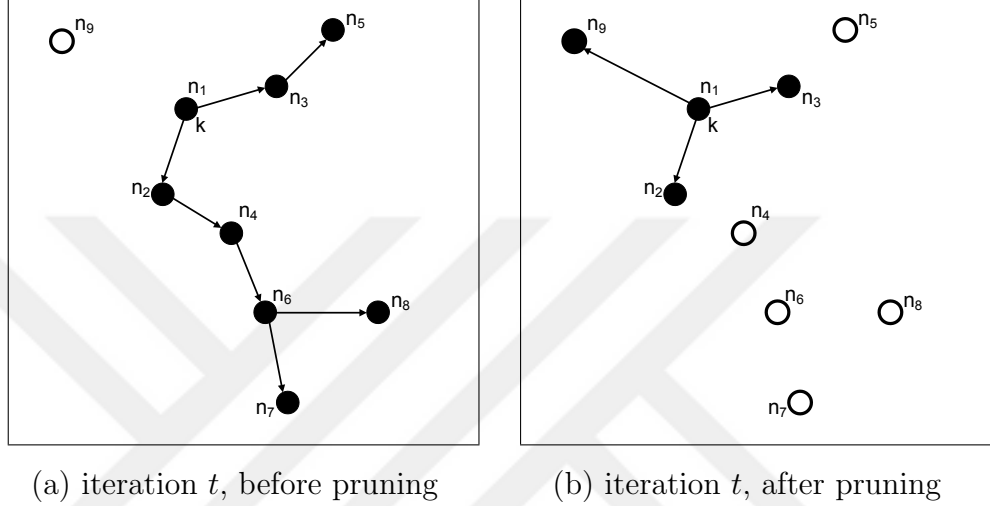 n₉
n₅
n₁
n₃
k
n₂
n₄
n₆
n₈
n₇
(a) iteration t, before pruning
n₉
n₅
n₁
n₃
k
n₂
n₄
n₆
n₈
n₇
(b) iteration t, after pruning